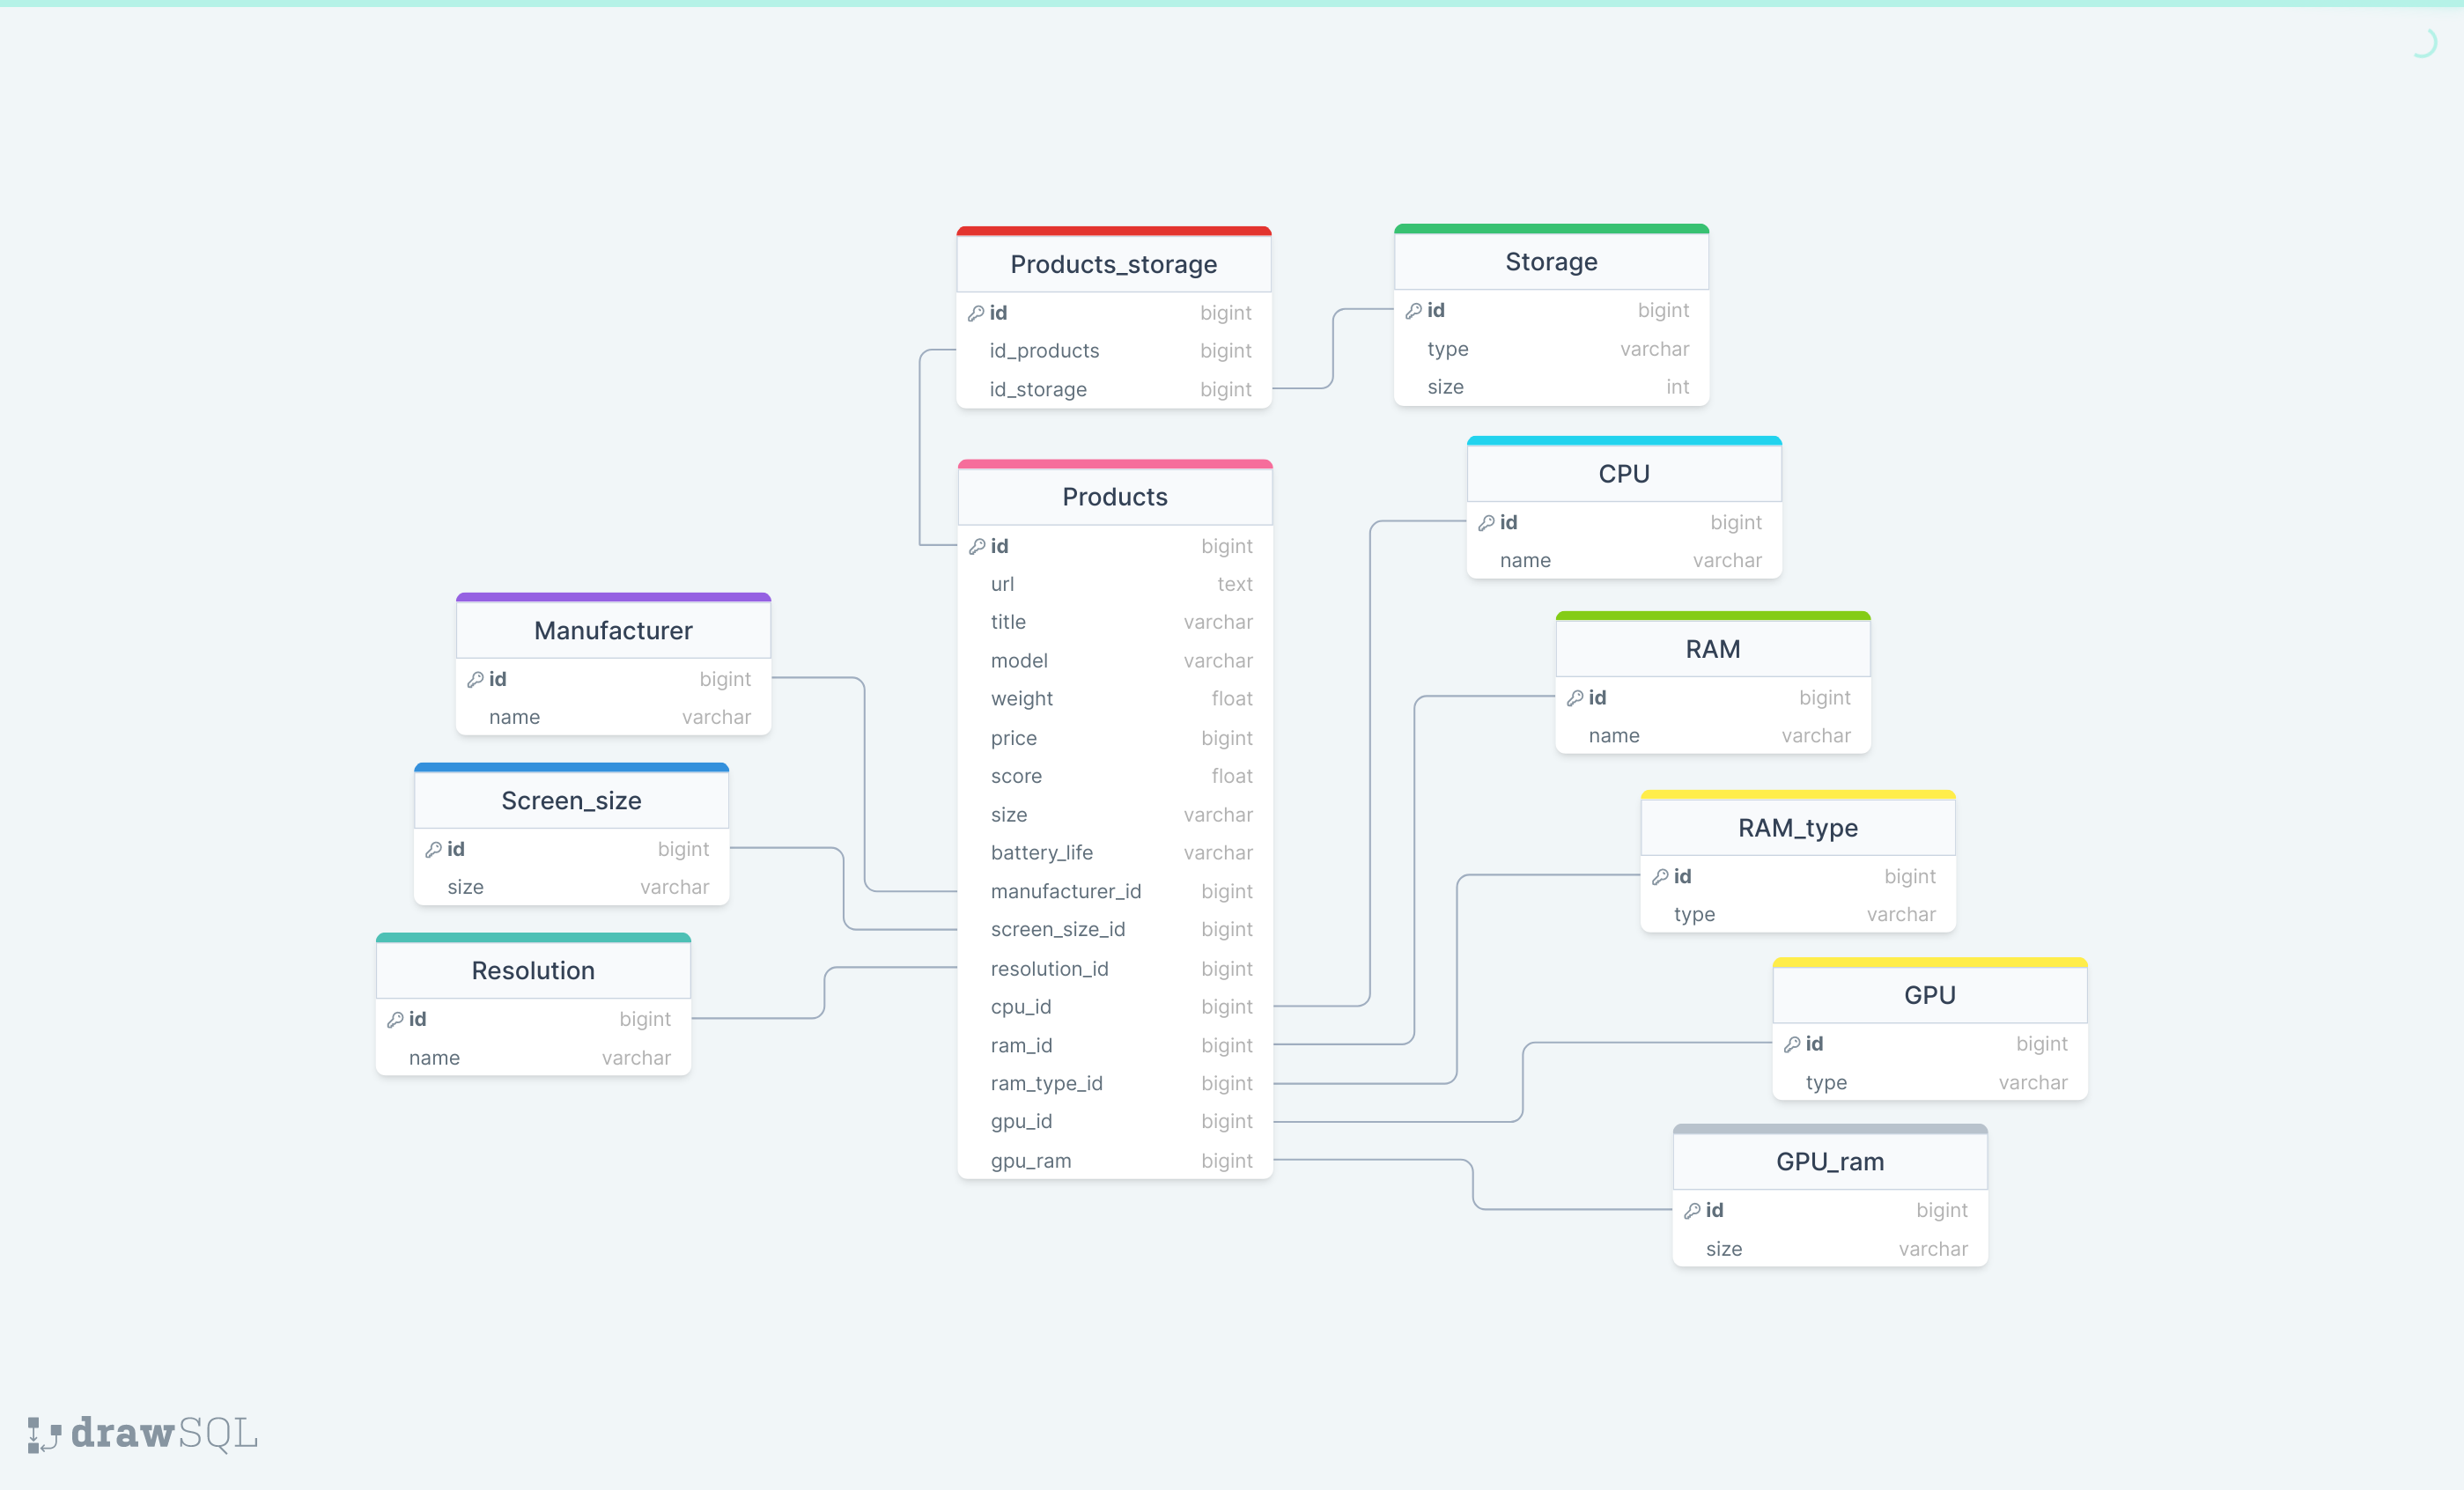 Products_storage
id bigint
id_products bigint
id_storage bigint
Storage
id bigint
type varchar
size int
CPU
id bigint
name varchar
Products
id bigint
url text
title varchar
model varchar
weight float
price bigint
score float
size varchar
battery_life varchar
manufacturer_id bigint
screen_size_id bigint
resolution_id bigint
cpu_id bigint
ram_id bigint
ram_type_id bigint
gpu_id bigint
gpu_ram bigint
Manufacturer
id bigint
name varchar
Screen_size
id bigint
size varchar
Resolution
id bigint
name varchar
RAM
id bigint
name varchar
RAM_type
id bigint
type varchar
GPU
id bigint
type varchar
GPU_ram
id bigint
size varchar
drawSQL